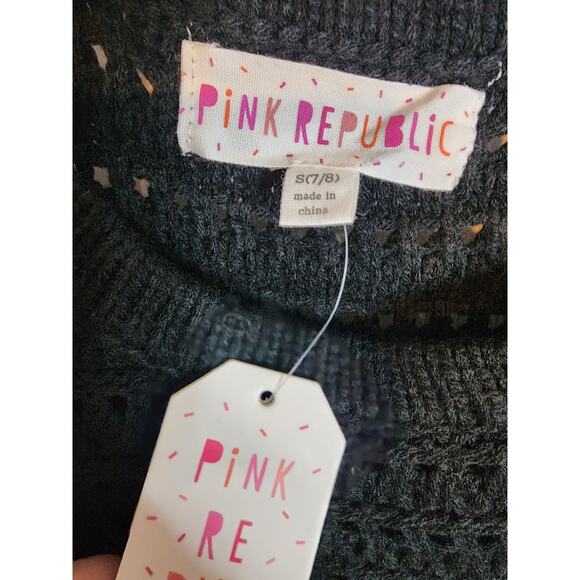 PiNK REPUBLiC
S(7/8)
made in
china
PiNK
RE